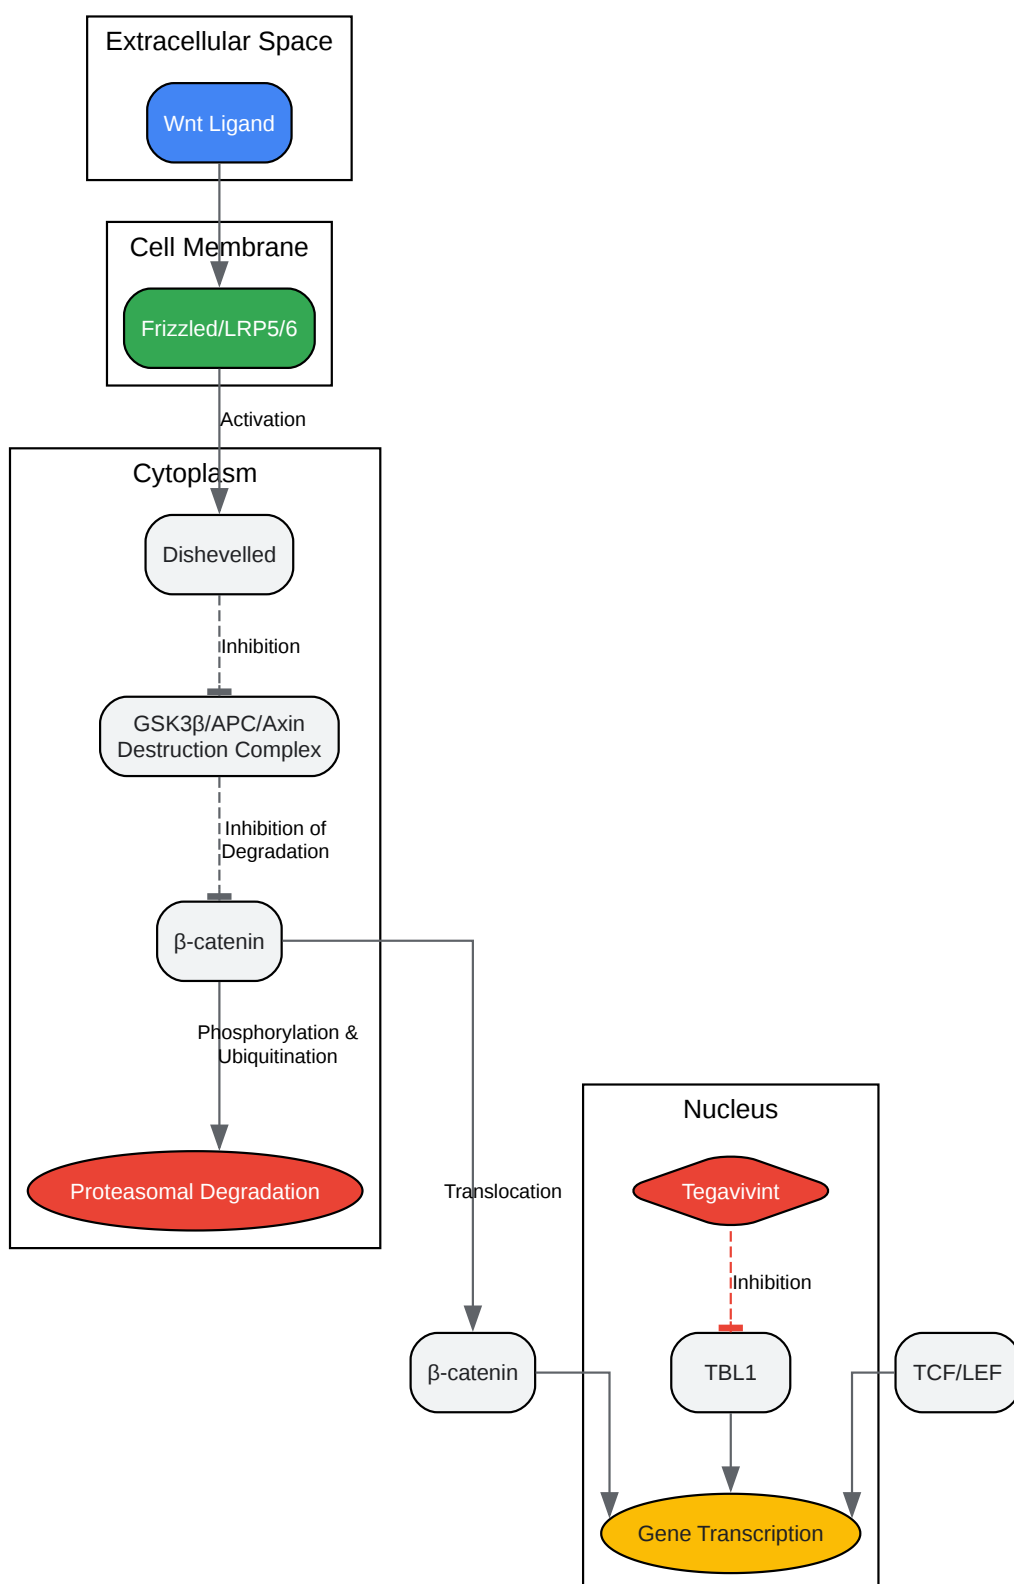 Extracellular Space
Wnt Ligand
Cell Membrane
Frizzled/LRP5/6
Activation
Cytoplasm
Dishevelled
Inhibition
GSK3β/APC/Axin
Destruction Complex
Inhibition of
Degradation
β-catenin
Phosphorylation &
Ubiquitination
Proteasomal Degradation
Translocation
Nucleus
Tegavivint
Inhibition
β-catenin
TBL1
TCF/LEF
Gene Transcription